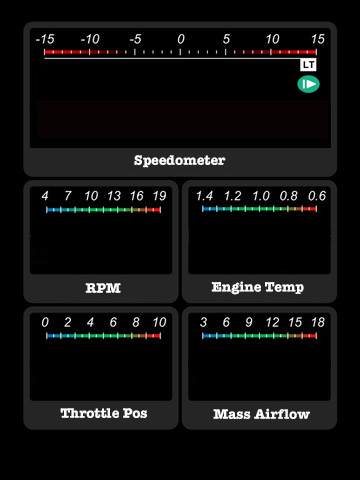 -15 -10 -5 0 5 10 15
LT
Speedometer
4 7 10 13 16 19
RPM
1.4 1.2 1.0 0.8 0.6
Engine Temp
0 2 4 6 8 10
Throttle Pos
3 6 9 12 15 18
Mass Airflow